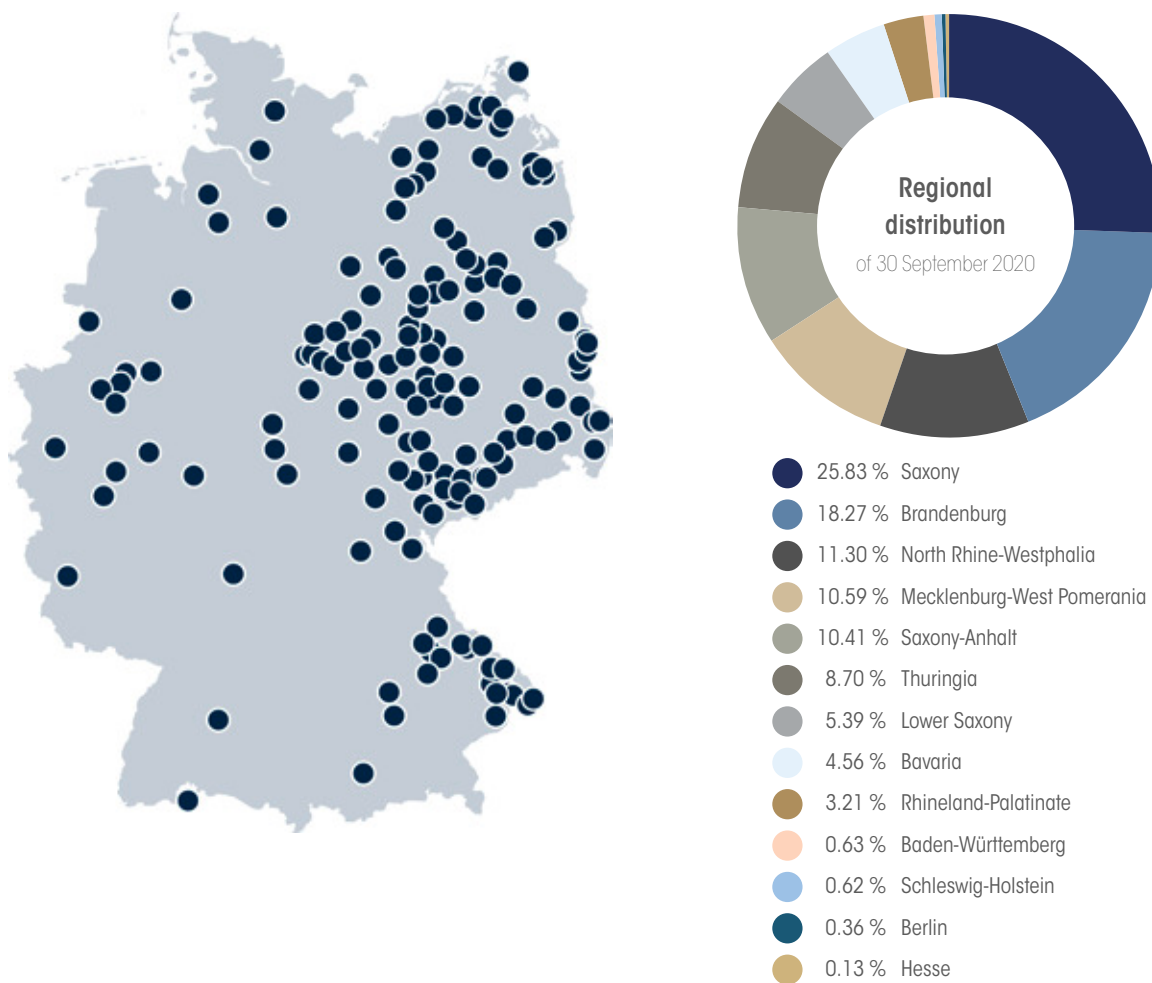 Regional
distribution
of 30 September 2020
25.83 % Saxony
18.27 % Brandenburg
11.30 % North Rhine-Westphalia
10.59 % Mecklenburg-West Pomerania
10.41 % Saxony-Anhalt
8.70 % Thuringia
5.39 % Lower Saxony
4.56 % Bavaria
3.21 % Rhineland-Palatinate
0.63 % Baden-Württemberg
0.62 % Schleswig-Holstein
0.36 % Berlin
0.13 % Hesse